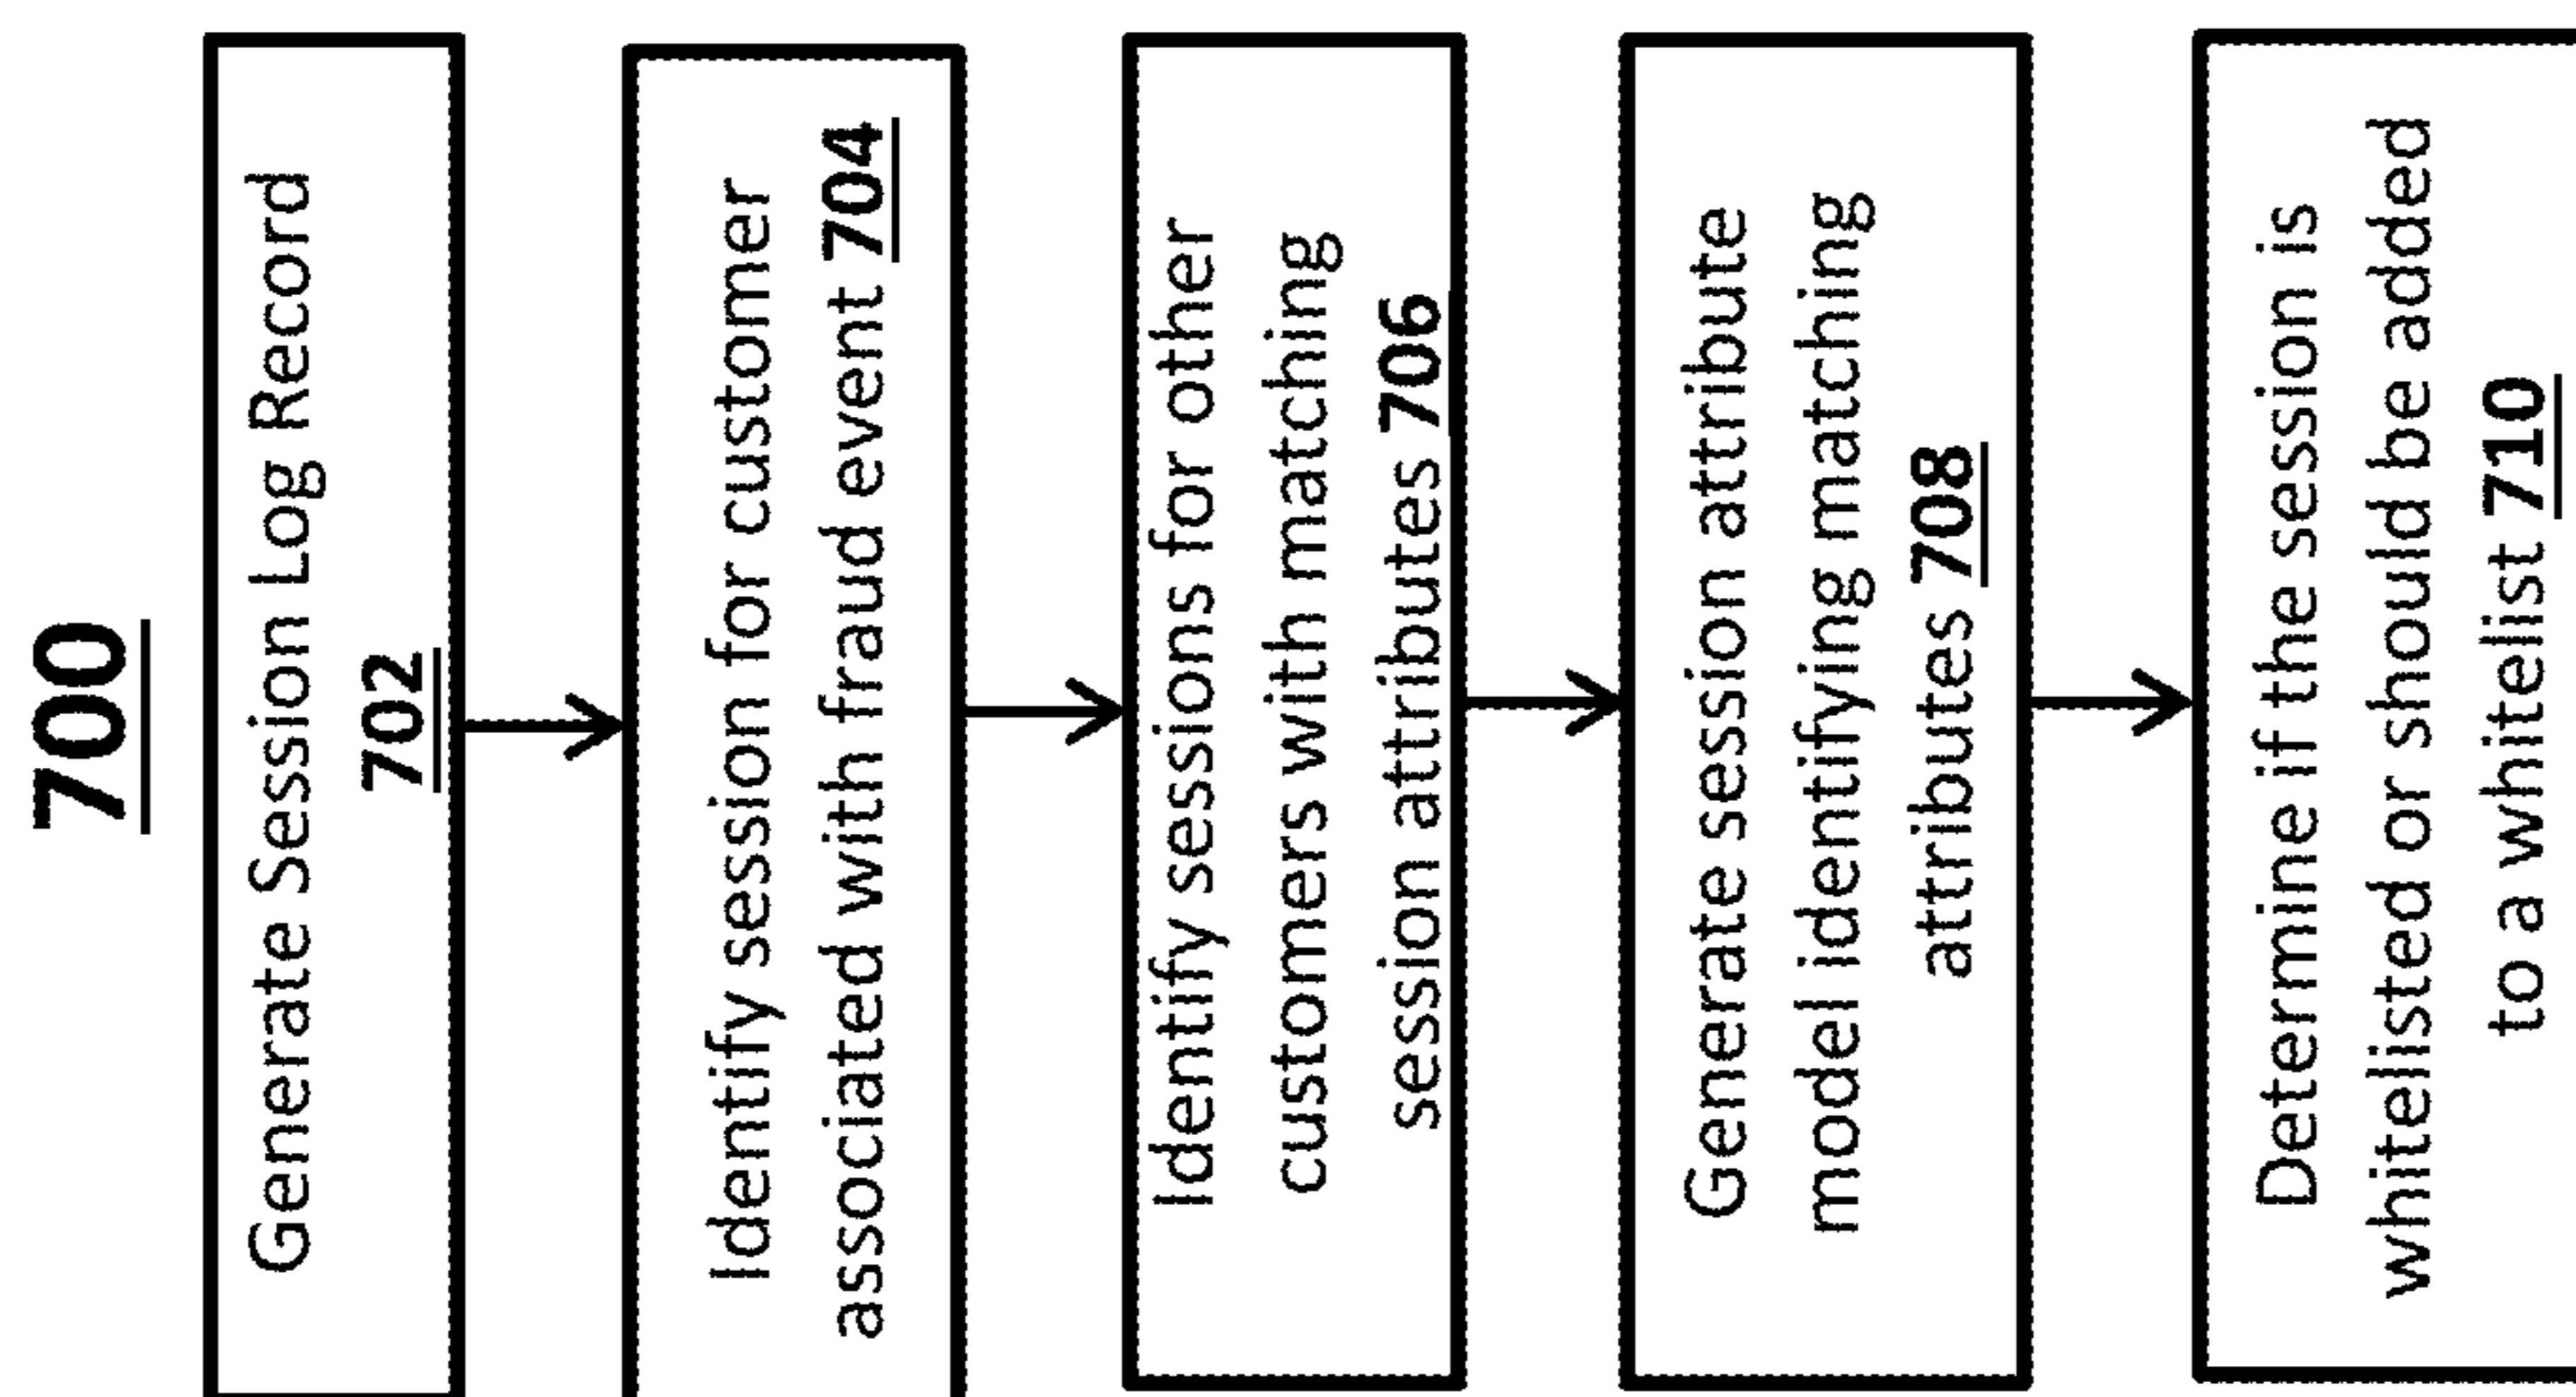 700
Generate Session Log Record
702
Identify session for customer
associated with fraud event 704
Identify sessions for other
customers with matching
session attributes 706
Generate session attribute
model identifying matching
attributes 708
Determine if the session is
whitelisted or should be added
to a whitelist 710